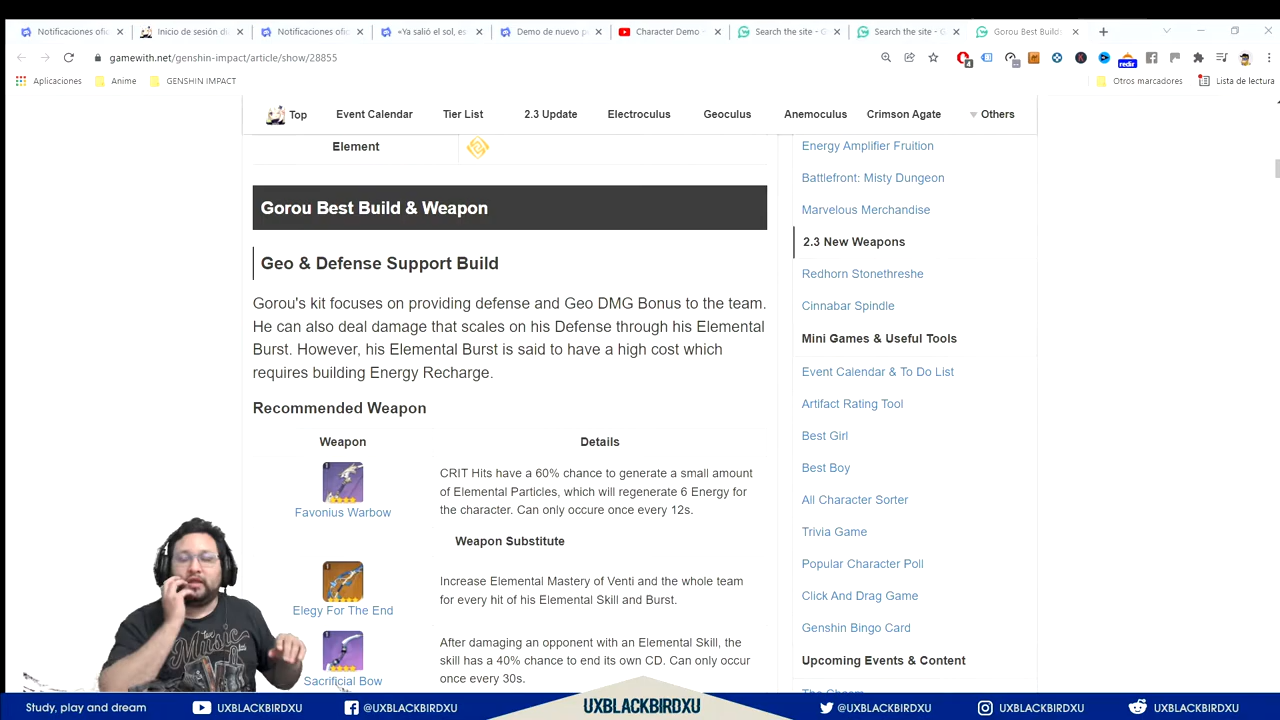 Notificaciones ofic
Inicio de sesión di
Notificaciones ofic
«Ya salió el sol, es
Demo de nuevo p
Character Demo -
Search the site - G
Search the site - G
Gorou Best Builds
gamewith.net/genshin-impact/article/show/28855
4
redir
Aplicaciones
Anime
GENSHIN IMPACT
Otros marcadores
Lista de lectura
Top
Event Calendar
Tier List
2.3 Update
Electroculus
Geoculus
Anemoculus
Crimson Agate
Others
Element
Gorou Best Build & Weapon
Geo & Defense Support Build
Gorou's kit focuses on providing defense and Geo DMG Bonus to the team.
He can also deal damage that scales on his Defense through his Elemental
Burst. However, his Elemental Burst is said to have a high cost which
requires building Energy Recharge.
Recommended Weapon
Weapon
Details
Favonius Warbow
CRIT Hits have a 60% chance to generate a small amount
of Elemental Particles, which will regenerate 6 Energy for
the character. Can only occure once every 12s.
Weapon Substitute
Elegy For The End
Increase Elemental Mastery of Venti and the whole team
for every hit of his Elemental Skill and Burst.
Sacrificial Bow
After damaging an opponent with an Elemental Skill, the
skill has a 40% chance to end its own CD. Can only occur
once every 30s.
Energy Amplifier Fruition
Battlefront: Misty Dungeon
Marvelous Merchandise
2.3 New Weapons
Redhorn Stonethreshe
Cinnabar Spindle
Mini Games & Useful Tools
Event Calendar & To Do List
Artifact Rating Tool
Best Girl
Best Boy
All Character Sorter
Trivia Game
Popular Character Poll
Click And Drag Game
Genshin Bingo Card
Upcoming Events & Content
Music
Study, play and dream
UXBLACKBIRDXU
@UXBLACKBIRDXU
UXBLACKBIRDXU
@UXBLACKBIRDXU
UXBLACKBIRDXU
UXBLACKBIRDXU